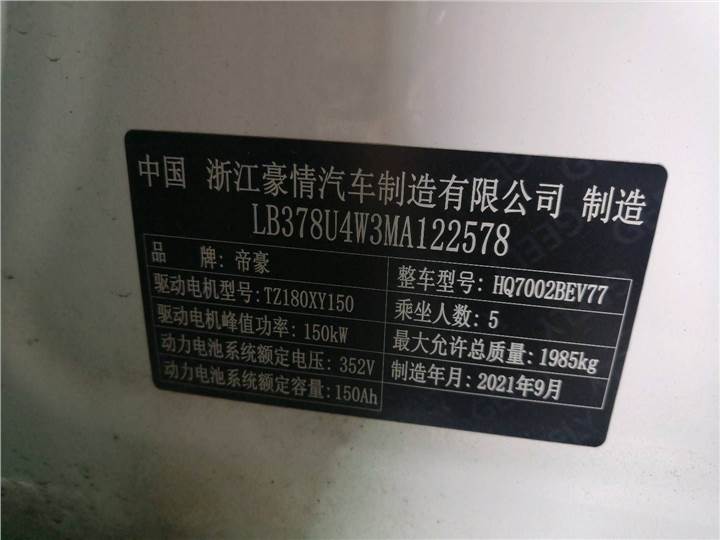 中国 浙江豪情汽车制造有限公司 制造
LB378U4W3MA122578
品 牌: 帝豪
驱动电机型号: TZ180XY150
驱动电机峰值功率: 150kW
动力电池系统额定电压: 352V
动力电池系统额定容量: 150Ah
整车型号: HQ7002BEV77
乘坐人数: 5
最大允许总质量: 1985kg
制造年月: 2021年9月